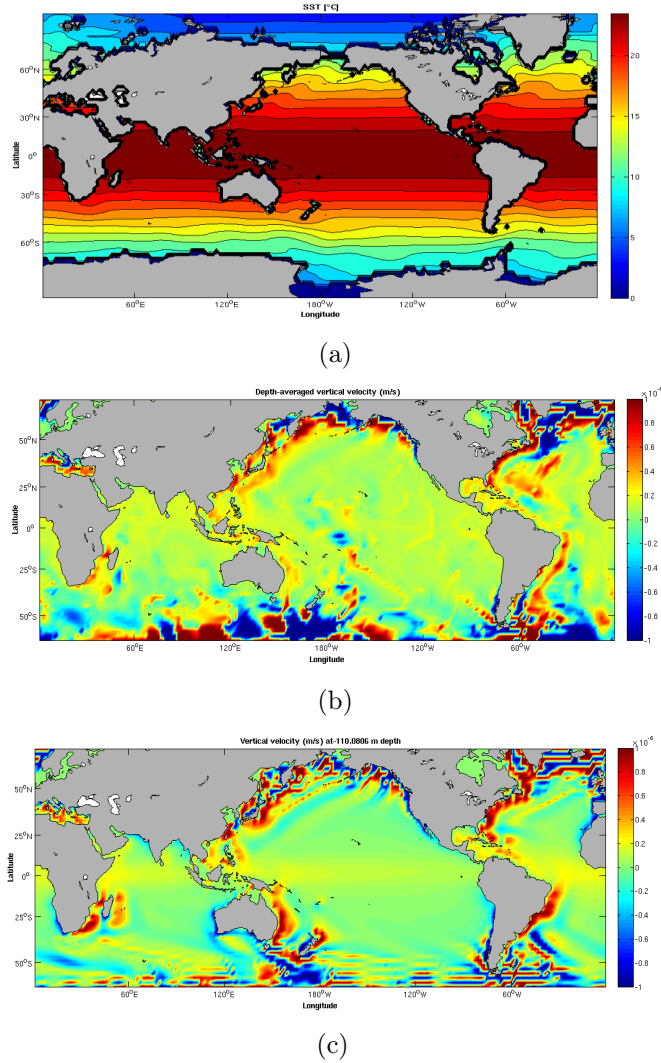 SST [°C]
60°N
30°N
0°
30°S
60°S
Latitude
60°E
120°E
180°W
120°W
60°W
Longitude
20
15
10
5
0
(a)
Depth-averaged vertical velocity (m/s)
50°N
25°N
0°
25°S
50°S
Latitude
60°E
120°E
180°W
120°W
60°W
Longitude
1
0.8
0.6
0.4
0.2
0
-0.2
-0.4
-0.6
-0.8
-1
(b)
Vertical velocity (m/s) at-110.0806 m depth
50°N
25°N
0°
25°S
50°S
Latitude
60°E
120°E
180°W
120°W
60°W
Longitude
×10⁻⁶
1
0.8
0.6
0.4
0.2
0
-0.2
-0.4
-0.6
-0.8
-1
(c)